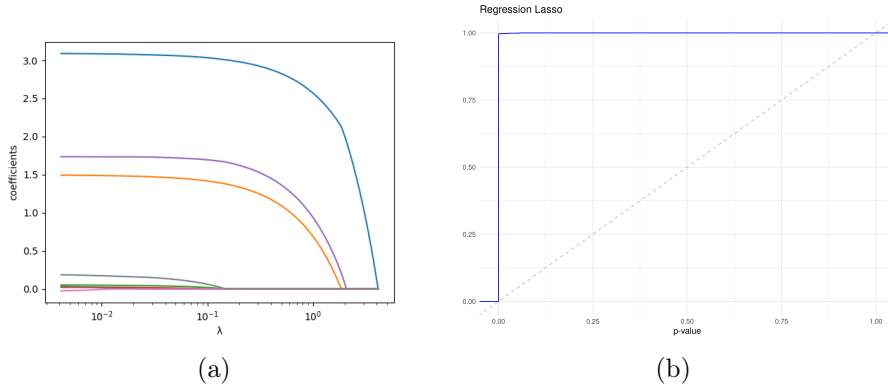 3.0
2.5
2.0
1.5
1.0
0.5
0.0
coefficients
10⁻² 10⁻¹ 10⁰
λ
(a)
Regression Lasso
1.00
0.75
0.50
0.25
0.00
0.00 0.25 0.50 0.75 1.00
p-value
(b)